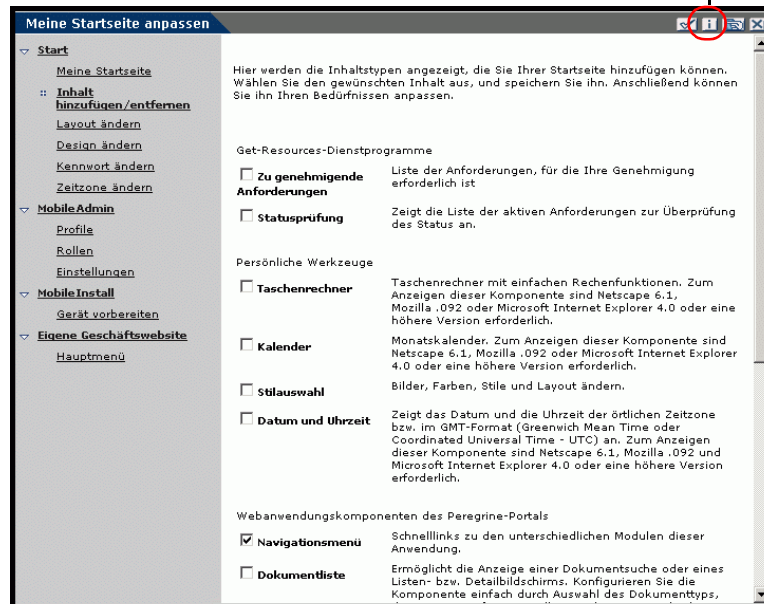 Meine Startseite anpassen
Start
Meine Startseite
Inhalt
hinzufügen/entfernen
Layout ändern
Design ändern
Kennwort ändern
Zeitzone ändern
MobileAdmin
Profile
Rollen
Einstellungen
MobileInstall
Gerät vorbereiten
Eigene Geschäftswebsite
Hauptmenü
Hier werden die Inhaltstypen angezeigt, die Sie Ihrer Startseite hinzufügen können.
Wählen Sie den gewünschten Inhalt aus, und speichern Sie ihn. Anschließend können
Sie ihn Ihren Bedürfnissen anpassen.
Get-Resources-Dienstprogramme
Zu genehmigende
Anforderungen
Liste der Anforderungen, für die Ihre Genehmigung
erforderlich ist
Statusprüfung
Zeigt die Liste der aktiven Anforderungen zur Überprüfung
des Status an.
Persönliche Werkzeuge
Taschenrechner
Taschenrechner mit einfachen Rechenfunktionen. Zum
Anzeigen dieser Komponente sind Netscape 6.1,
Mozilla .092 oder Microsoft Internet Explorer 4.0 oder eine
höhere Version erforderlich.
Kalender
Monatskalender. Zum Anzeigen dieser Komponente sind
Netscape 6.1, Mozilla .092 oder Microsoft Internet Explorer
4.0 oder eine höhere Version erforderlich.
Stilauswahl
Bilder, Farben, Stile und Layout ändern.
Datum und Uhrzeit
Zeigt das Datum und die Uhrzeit der örtlichen Zeitzone
bzw. im GMT-Format (Greenwich Mean Time oder
Coordinated Universal Time - UTC) an. Zum Anzeigen
dieser Komponente sind Netscape 6.1, Mozilla .092 und
Microsoft Internet Explorer 4.0 oder eine höhere Version
erforderlich.
Webanwendungskomponenten des Peregrine-Portals
Navigationsmenü
Schnelllinks zu den unterschiedlichen Modulen dieser
Anwendung.
Dokumentliste
Ermöglicht die Anzeige einer Dokumentsuche oder eines
Listen- bzw. Detailbildschirms. Konfigurieren Sie die
Komponente einfach durch Auswahl des Dokumenttyps,